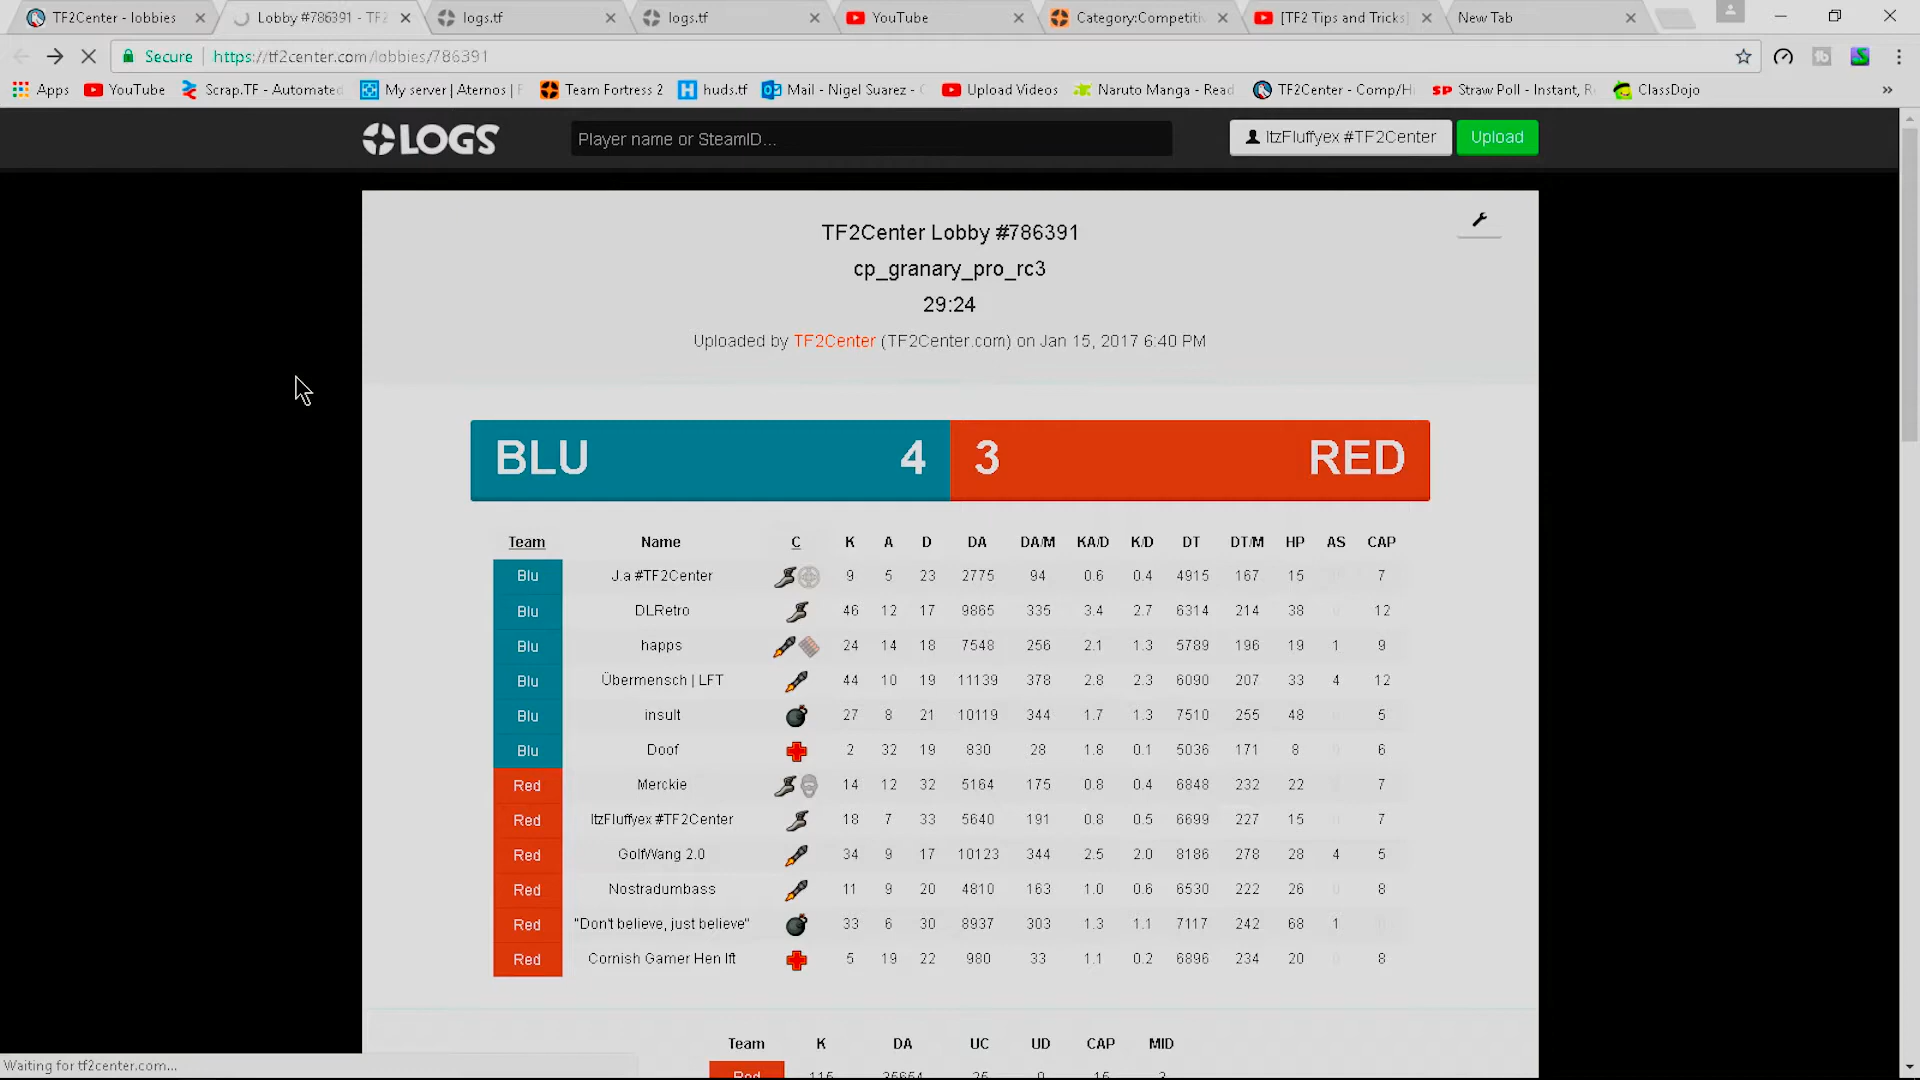 TF2Center - lobbies
Lobby #786391 - TF2
logs.tf
logs.tf
YouTube
Category:Competiti
[TF2 Tips and Tricks]
New Tab
Secure https://tf2center.com/lobbies/786391
Apps YouTube Scrap.TF - Automated My server | Aternos | F Team Fortress 2 huds.tf Mail - Nigel Suarez - Upload Videos Naruto Manga - Read TF2Center - Comp/Hi Straw Poll - Instant, R ClassDojo »
LOGS Player name or SteamID... ItzFluffyex #TF2Center Upload
TF2Center Lobby #786391
cp_granary_pro_rc3
29:24
Uploaded by TF2Center (TF2Center.com) on Jan 15, 2017 6:40 PM
BLU 4 3 RED
Team Name C K A D DA DA/M KA/D K/D DT DT/M HP AS CAP
Blu J.a #TF2Center 9 5 23 2775 94 0.6 0.4 4915 167 15 7
Blu DLRetro 46 12 17 9865 335 3.4 2.7 6314 214 38 0 12
Blu happs 24 14 18 7548 256 2.1 1.3 5789 196 19 1 9
Blu Übermensch | LFT 44 10 19 11139 378 2.8 2.3 6090 207 33 4 12
Blu insult 27 8 21 10119 344 1.7 1.3 7510 255 48 0 5
Blu Doof 2 32 19 830 28 1.8 0.1 5036 171 8 0 6
Red Merckie 14 12 32 5164 175 0.8 0.4 6848 232 22 7
Red ItzFluffyex #TF2Center 18 7 33 5640 191 0.8 0.5 6699 227 15 0 7
Red GolfWang 2.0 34 9 17 10123 344 2.5 2.0 8186 278 28 4 5
Red Nostradumbass 11 9 20 4810 163 1.0 0.6 6530 222 26 0 8
Red "Don't believe, just believe" 33 6 30 8937 303 1.3 1.1 7117 242 68 1 0
Red Cornish Gamer Hen lft 5 19 22 980 33 1.1 0.2 6896 234 20 0 8
Team K DA UC UD CAP MID
Red 115 35654 25 0 15 3
Waiting for tf2center.com...